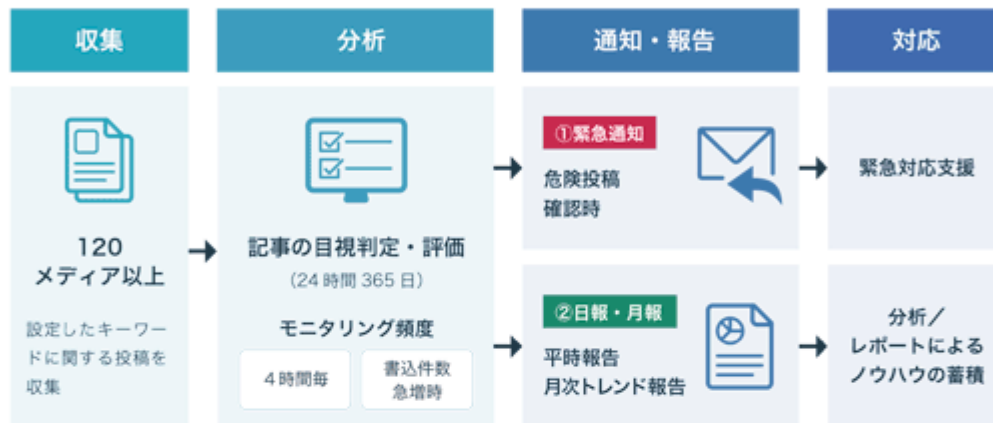 収集
120
メディア以上
設定したキーワー
ドに関する投稿を
収集
分析
記事の目視判定・評価
(24時間365日)
モニタリング頻度
4時間毎
書込件数
急増時
通知・報告
①緊急通知
危険投稿
確認時
②日報・月報
平時報告
月次トレンド報告
対応
緊急対応支援
分析/
レポートによる
ノウハウの蓄積